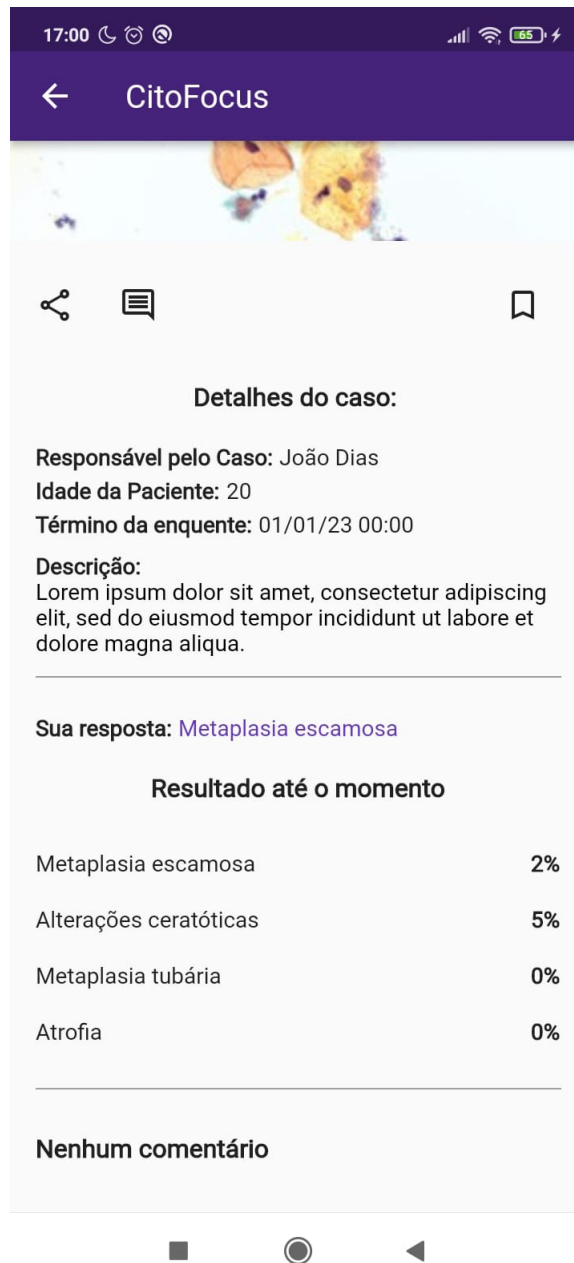 17:00
65
CitoFocus
Detalhes do caso:
Responsável pelo Caso: João Dias
Idade da Paciente: 20
Término da enquente: 01/01/23 00:00
Descrição:
Lorem ipsum dolor sit amet, consectetur adipiscing
elit, sed do eiusmod tempor incididunt ut labore et
dolore magna aliqua.
Sua resposta: Metaplasia escamosa
Resultado até o momento
Metaplasia escamosa 2%
Alterações ceratóticas 5%
Metaplasia tubária 0%
Atrofia 0%
Nenhum comentário